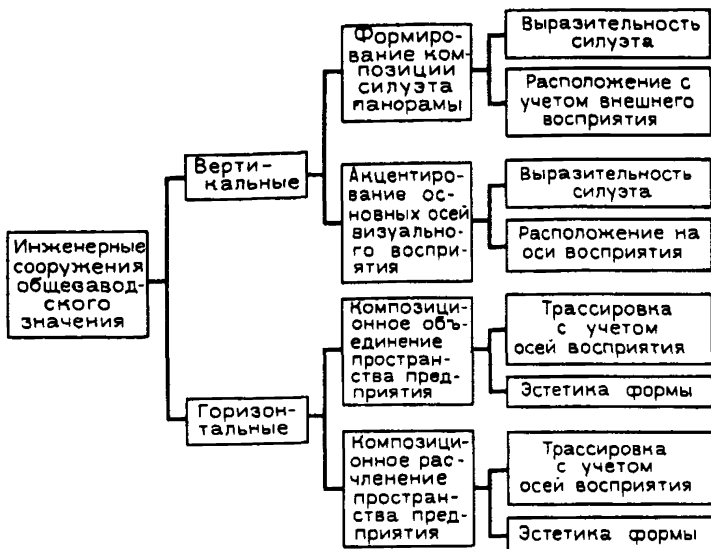 Инженерные
сооружения
общезавод-
ского
значения
Верти-
кальные
Горизон-
тальные
Формиро-
вание ком-
позиции
силуэта
панорамы
Акцентиро-
вание ос-
новных осей
визуально-
го воспри-
ятия
Композици-
онное объ-
единение
простран-
ства пред-
приятия
Композици-
онное рас-
членение
простран-
ства пред-
приятия
Выразительность
силуэта
Расположение с
учетом внешнего
восприятия
Выразительность
силуэта
Расположение на
оси восприятия
Трассировка
с учетом
осей восприятия
Эстетика формы
Трассировка
с учетом
осей восприятия
Эстетика формы